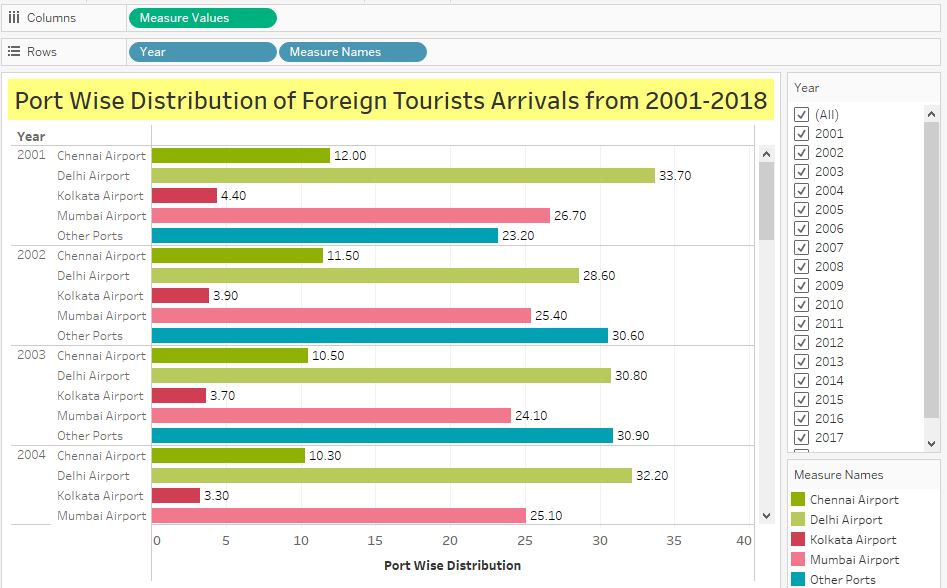 Columns
Measure Values
Rows
Year
Measure Names
Port Wise Distribution of Foreign Tourists Arrivals from 2001-2018
Year
2001
Chennai Airport 12.00
Delhi Airport 33.70
Kolkata Airport 4.40
Mumbai Airport 26.70
Other Ports 23.20
2002
Chennai Airport 11.50
Delhi Airport 28.60
Kolkata Airport 3.90
Mumbai Airport 25.40
Other Ports 30.60
2003
Chennai Airport 10.50
Delhi Airport 30.80
Kolkata Airport 3.70
Mumbai Airport 24.10
Other Ports 30.90
2004
Chennai Airport 10.30
Delhi Airport 32.20
Kolkata Airport 3.30
Mumbai Airport 25.10
0 5 10 15 20 25 30 35 40
Port Wise Distribution
Year
(All)
2001
2002
2003
2004
2005
2006
2007
2008
2009
2010
2011
2012
2013
2014
2015
2016
2017
Measure Names
Chennai Airport
Delhi Airport
Kolkata Airport
Mumbai Airport
Other Ports